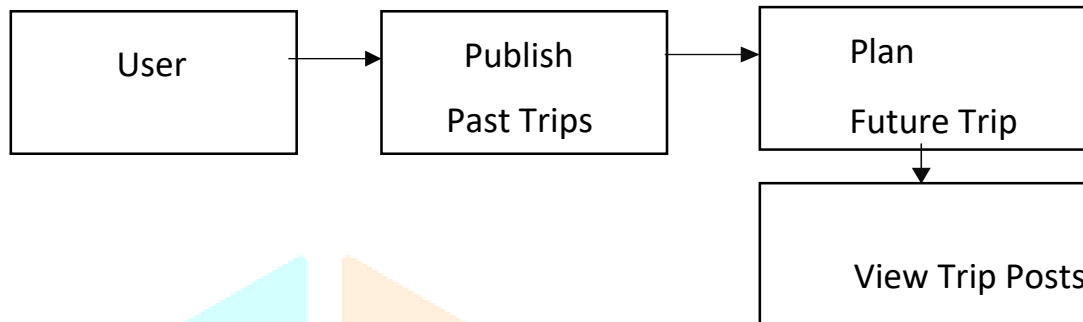 User
Publish
Past Trips
Plan
Future Trip
View Trip Posts